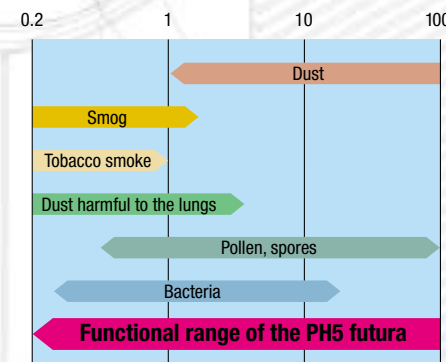 0.2 1 10 100
Dust
Smog
Tobacco smoke
Dust harmful to the lungs
Pollen, spores
Bacteria
Functional range of the PH5 futura